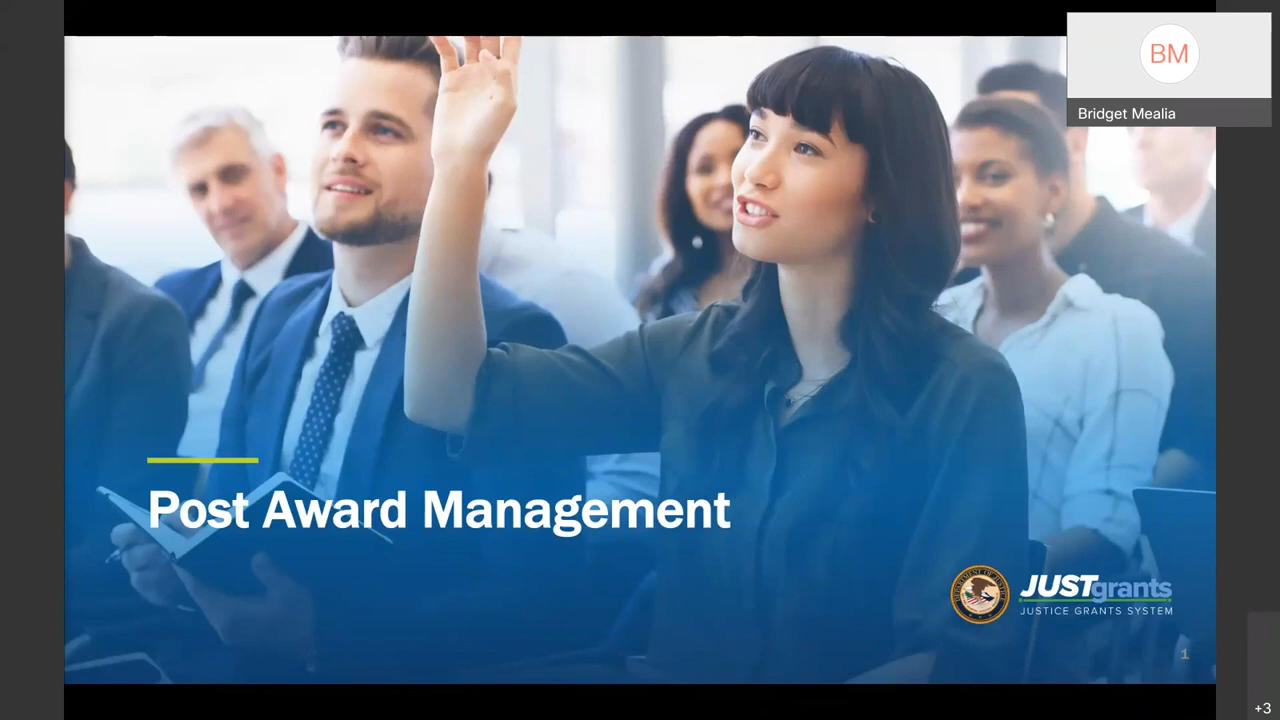 BM
Bridget Mealia
Post Award Management
JUSTgrants
JUSTICE GRANTS SYSTEM
1
+3